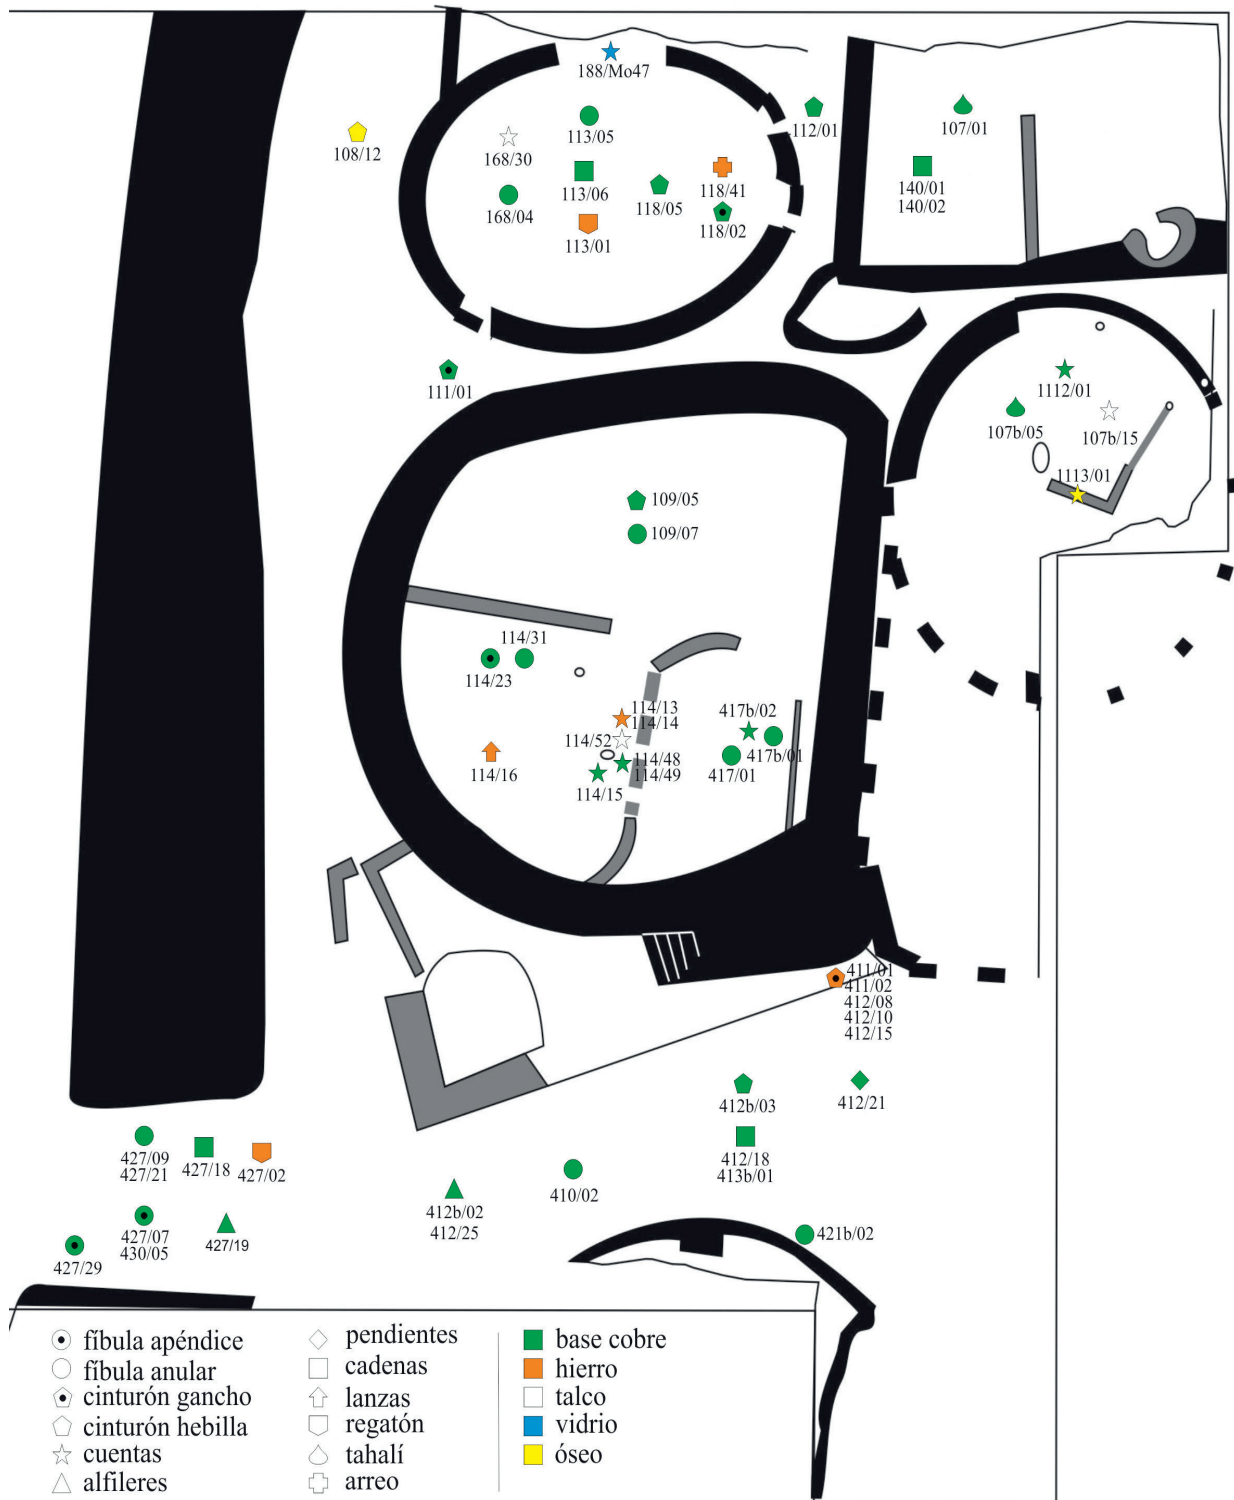 188/Mo47
108/12
168/30
113/05
112/01
107/01
113/06
118/41
140/01
140/02
168/04
118/05
113/01
118/02
111/01
1112/01
107b/05
107b/15
1113/01
109/05
109/07
114/31
114/23
114/13
114/14
417b/02
114/52
114/48
114/49
417b/01
417/01
114/16
114/15
411/01
411/02
412/08
412/10
412/15
412b/03
412/21
427/09
427/21
427/18
427/02
412/18
413b/01
410/02
412b/02
412/25
421b/02
427/07
430/05
427/19
427/29
fíbula apéndice
fíbula anular
cinturón gancho
cinturón hebilla
cuentas
alfileres
pendientes
cadenas
lanzas
regatón
tahalí
arreo
base cobre
hierro
talco
vidrio
óseo